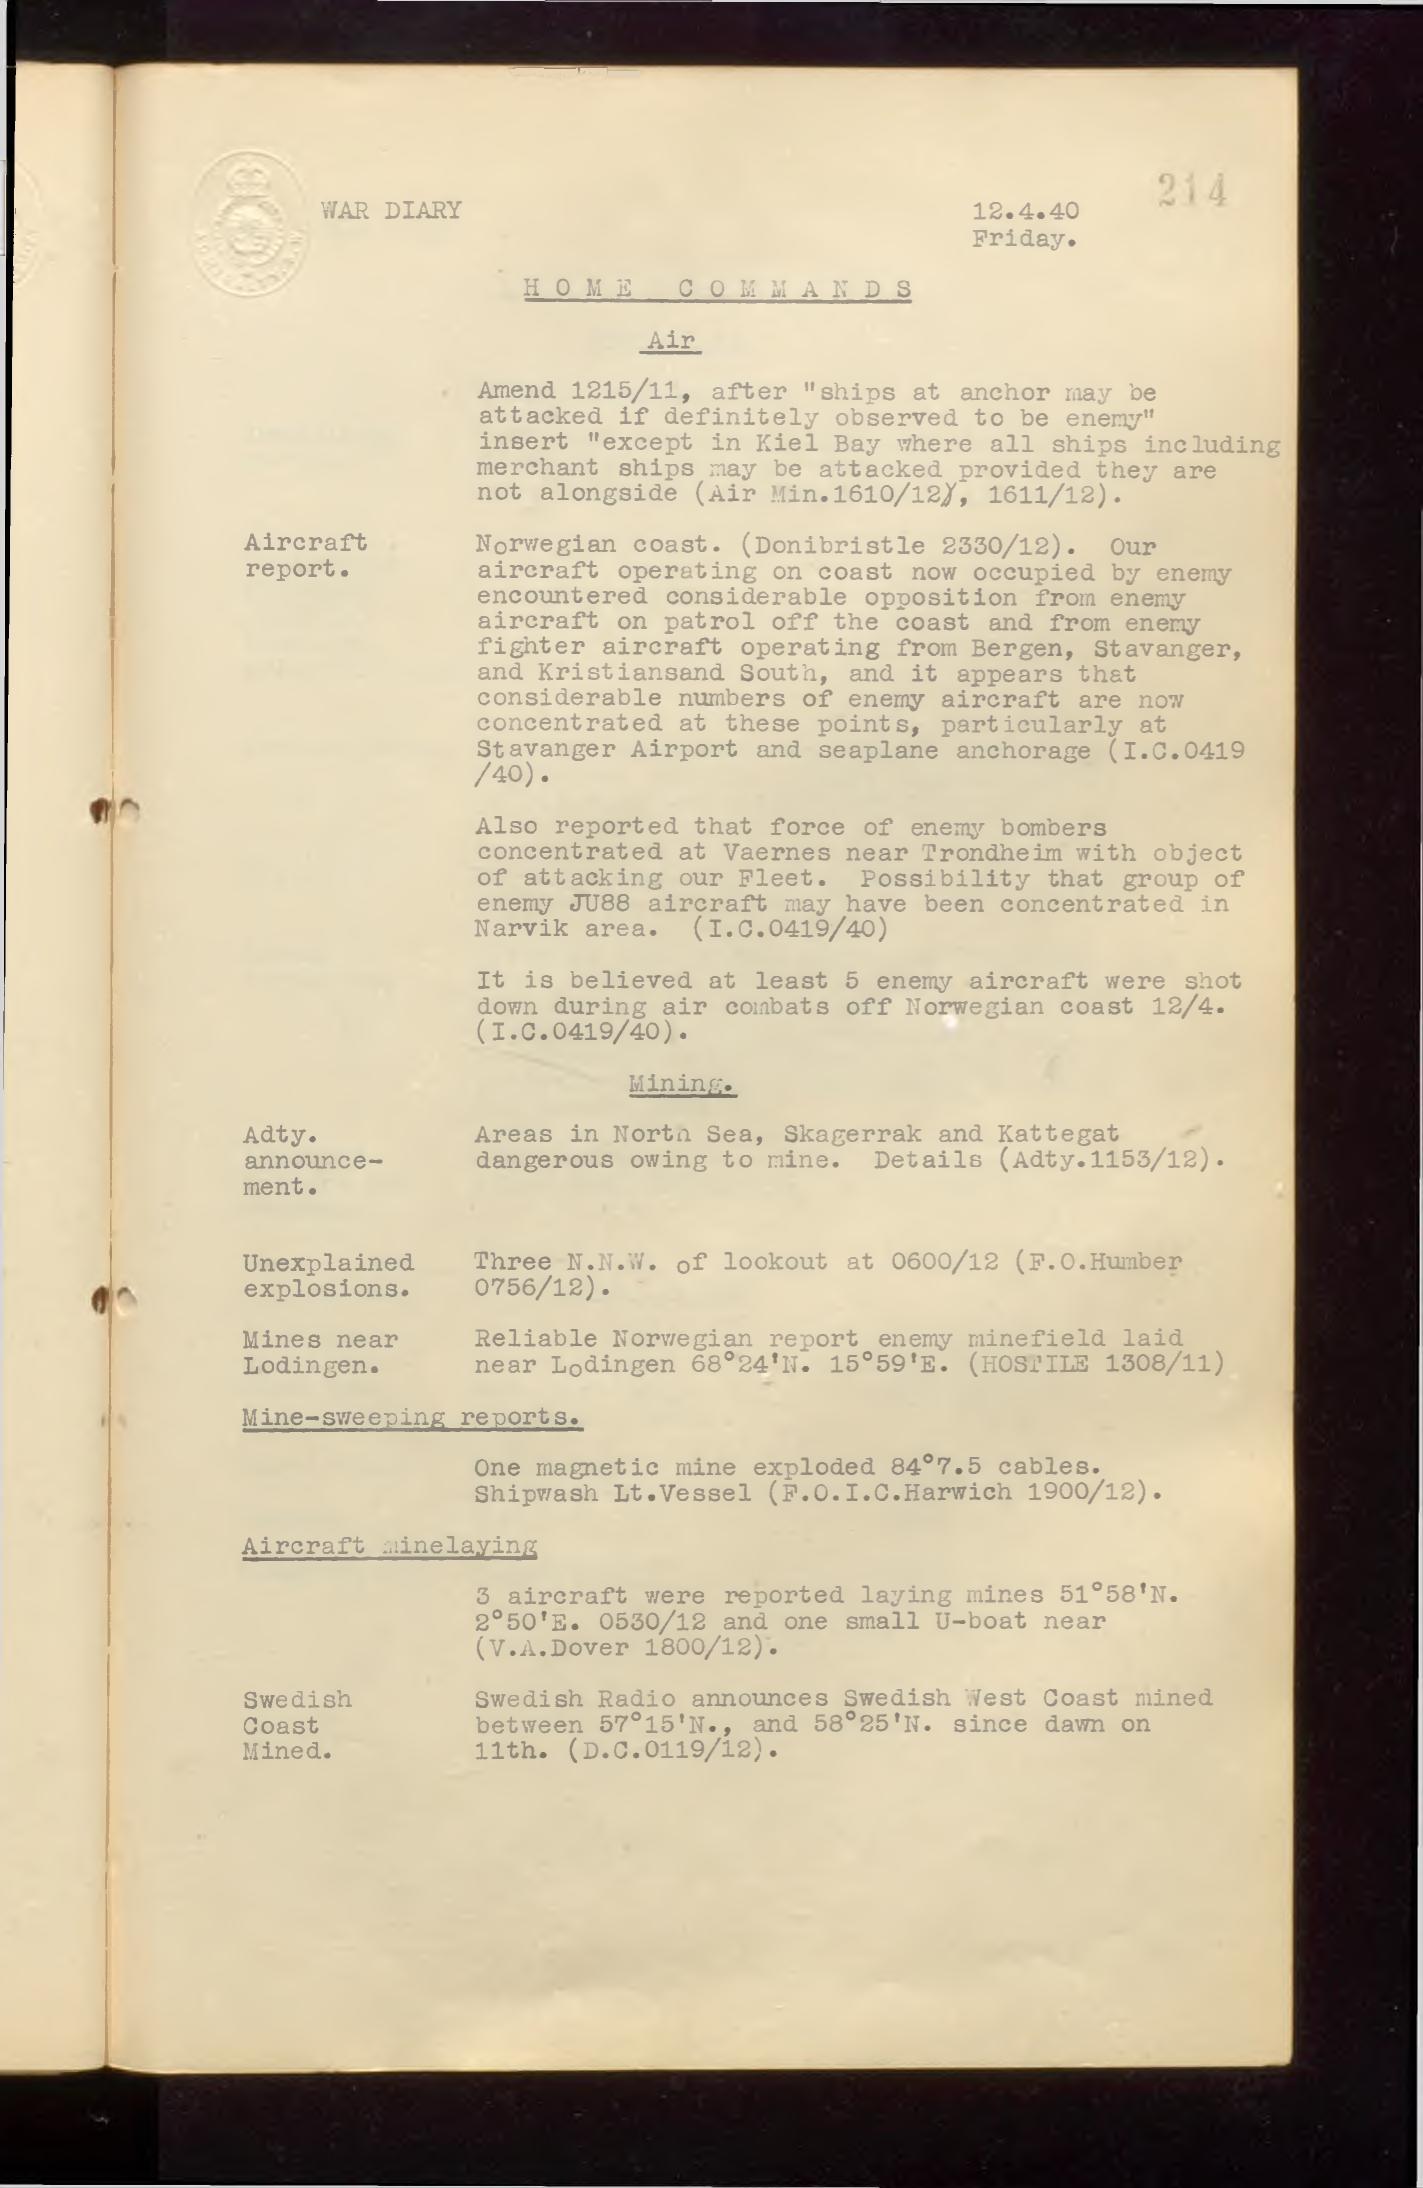 214
WAR DIARY 12.4.40
Friday.
HOME COMMANDS
Air
Amend 1215/11, after "ships at anchor may be
attacked if definitely observed to be enemy"
insert "except in Kiel Bay where all ships including
merchant ships may be attacked provided they are
not alongside (Air Min.1610/12), 1611/12).
Aircraft
report.
Norwegian coast. (Donibristle 2330/12). Our
aircraft operating on coast now occupied by enemy
encountered considerable opposition from enemy
aircraft on patrol off the coast and from enemy
fighter aircraft operating from Bergen, Stavanger,
and Kristiansand South, and it appears that
considerable numbers of enemy aircraft are now
concentrated at these points, particularly at
Stavanger Airport and seaplane anchorage (I.C.0419
/40).
Also reported that force of enemy bombers
concentrated at Vaernes near Trondheim with object
of attacking our Fleet. Possibility that group of
enemy JU88 aircraft may have been concentrated in
Narvik area. (I.C.0419/40)
It is believed at least 5 enemy aircraft were shot
down during air combats off Norwegian coast 12/4.
(I.C.0419/40).
Mining.
Adty.
announce-
ment.
Areas in North Sea, Skagerrak and Kattegat
dangerous owing to mine. Details (Adty.1153/12).
Unexplained
explosions.
Three N.N.W. of lookout at 0600/12 (F.O.Humber
0756/12).
Mines near
Lodingen.
Reliable Norwegian report enemy minefield laid
near Lodingen 68°24'N. 15°59'E. (HOSTILE 1308/11)
Mine-sweeping reports.
One magnetic mine exploded 84°7.5 cables.
Shipwash Lt.Vessel (F.O.I.C.Harwich 1900/12).
Aircraft minelaying
3 aircraft were reported laying mines 51°58'N.
2°50'E. 0530/12 and one small U-boat near
(V.A.Dover 1800/12).
Swedish
Coast
Mined.
Swedish Radio announces Swedish West Coast mined
between 57°15'N., and 58°25'N. since dawn on
11th. (D.C.0119/12).